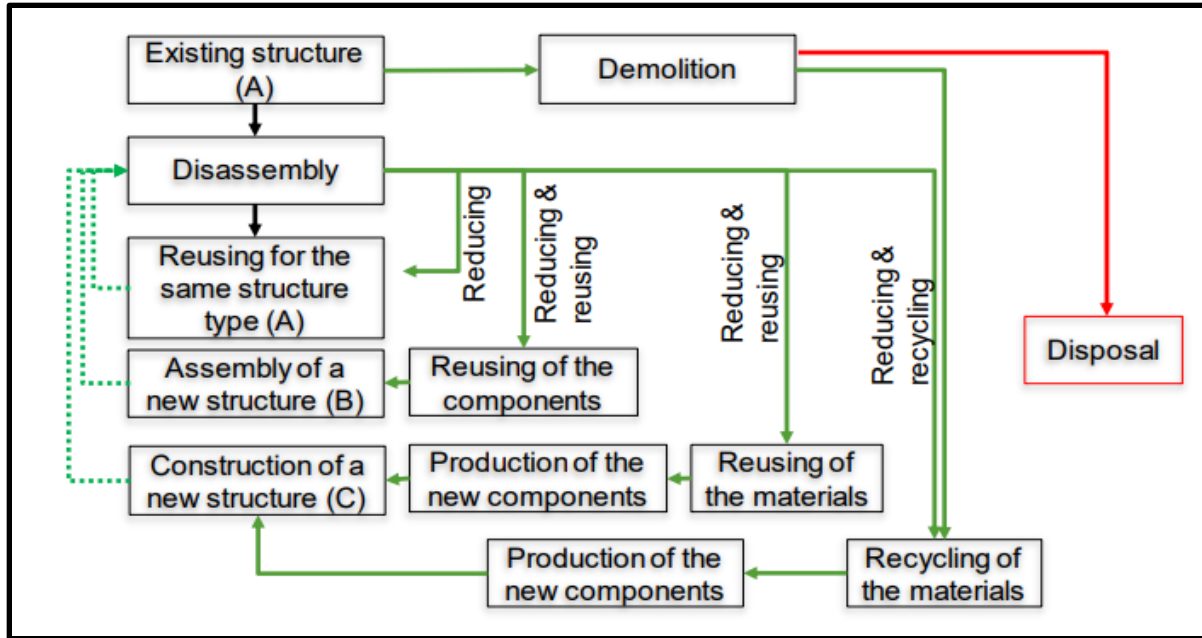 Existing structure
(A)
Demolition
Disassembly
Reducing
Reducing &
reusing
Reducing &
reusing
Reducing &
recycling
Reusing for the
same structure
type (A)
Disposal
Assembly of a
new structure (B)
Reusing of the
components
Construction of a
new structure (C)
Production of the
new components
Reusing of
the materials
Production of the
new components
Recycling of
the materials